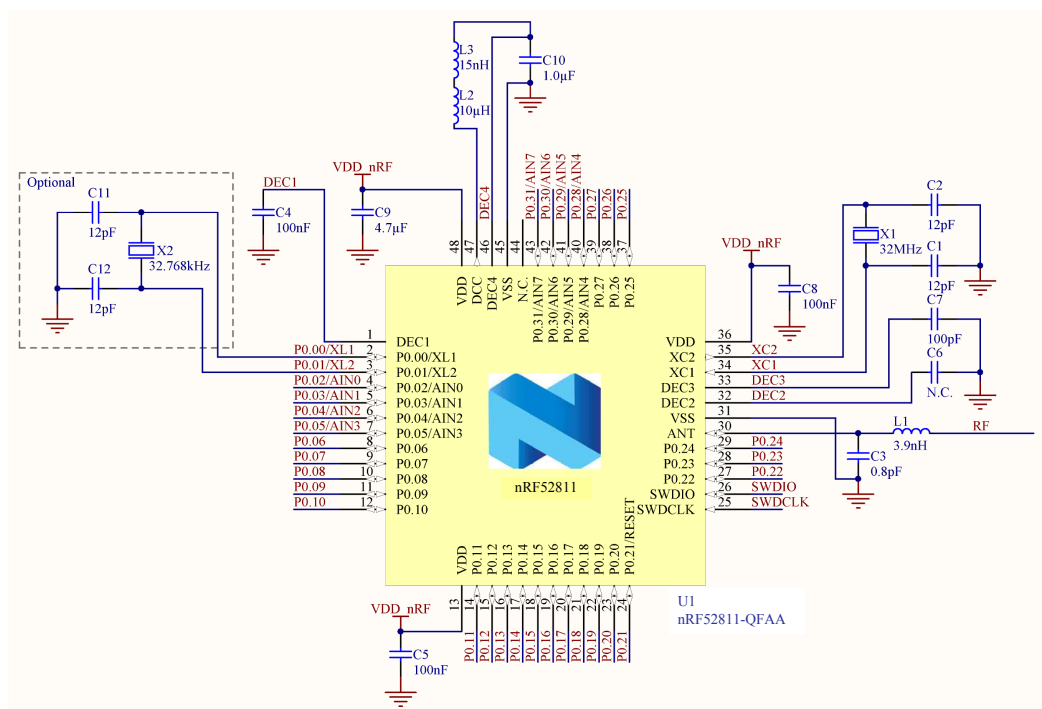 L3
15nH
C10
1.0µF
L2
10µH
VDD_nRF
DEC1
C4
100nF
C9
4.7µF
DEC4
P0.31/AIN7
P0.30/AIN6
P0.29/AIN5
P0.28/AIN4
P0.27
P0.26
P0.25
Optional
C11
12pF
X2
32.768kHz
C12
12pF
C2
12pF
X1
32MHz
C1
12pF
VDD_nRF
C8
100nF
C7
100pF
C6
N.C.
48
47
46
45
44
43
42
41
40
39
38
37
VDD
DCC
DEC4
VSS
N.C.
P0.31/AIN7
P0.30/AIN6
P0.29/AIN5
P0.28/AIN4
P0.27
P0.26
P0.25
1 DEC1
P0.00/XL1 2 P0.00/XL1
P0.01/XL2 3 P0.01/XL2
P0.02/AIN0 4 P0.02/AIN0
P0.03/AIN1 5 P0.03/AIN1
P0.04/AIN2 6 P0.04/AIN2
P0.05/AIN3 7 P0.05/AIN3
P0.06 8 P0.06
P0.07 9 P0.07
P0.08 10 P0.08
P0.09 11 P0.09
P0.10 12 P0.10
nRF52811
VDD 36
XC2 35 XC2
XC1 34 XC1
DEC3 33 DEC3
DEC2 32 DEC2
VSS 31
ANT 30
P0.24 29 P0.24
P0.23 28 P0.23
P0.22 27 P0.22
SWDIO 26 SWDIO
SWDCLK 25 SWDCLK
L1
3.9nH
RF
C3
0.8pF
VDD
P0.11
P0.12
P0.13
P0.14
P0.15
P0.16
P0.17
P0.18
P0.19
P0.20
P0.21/RESET
13
14
15
16
17
18
19
20
21
22
23
24
VDD_nRF
C5
100nF
P0.11
P0.12
P0.13
P0.14
P0.15
P0.16
P0.17
P0.18
P0.19
P0.20
P0.21
U1
nRF52811-QFAA